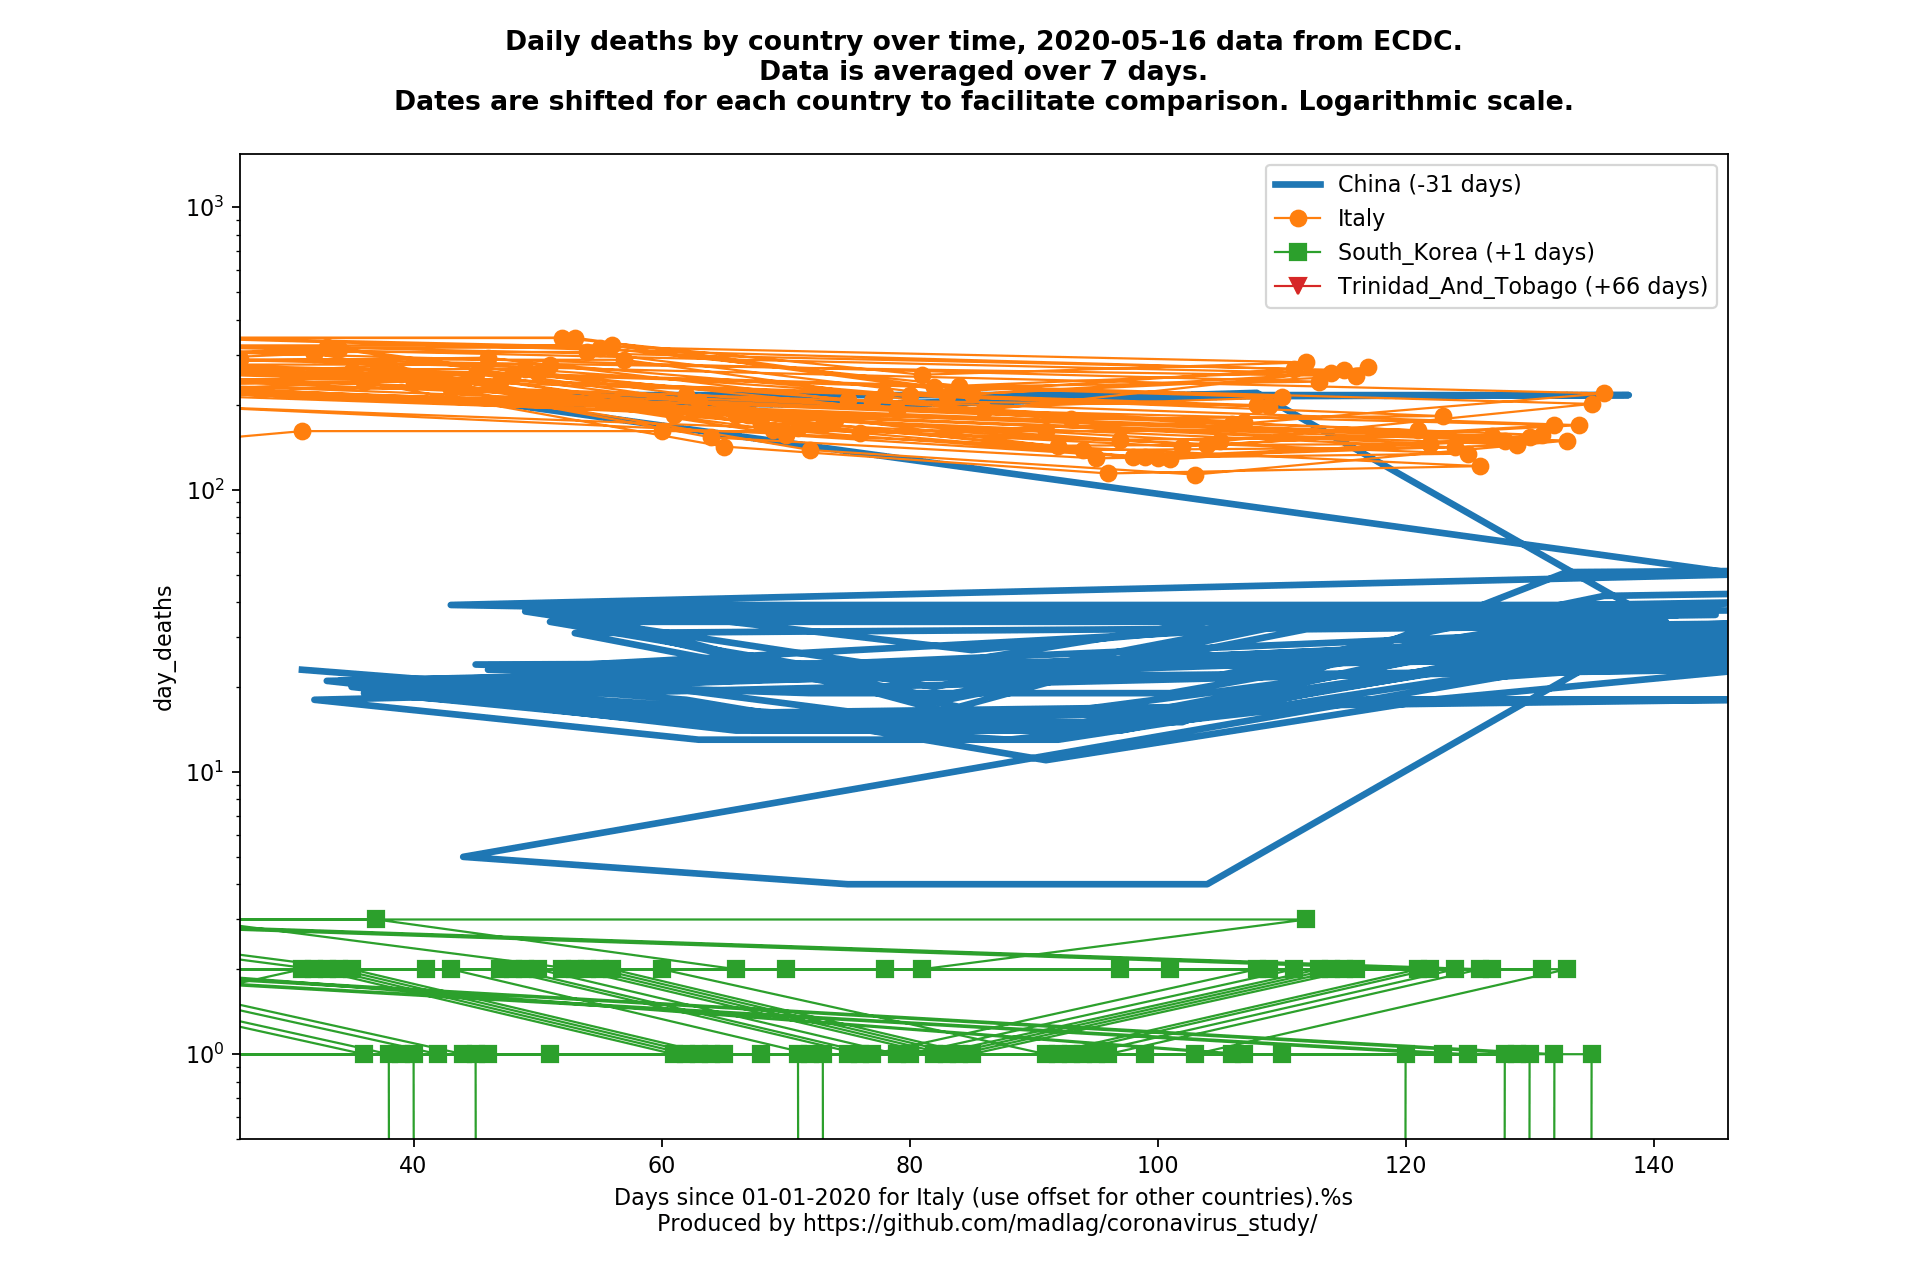 Daily deaths by country over time, 2020-05-16 data from ECDC.
Data is averaged over 7 days.
Dates are shifted for each country to facilitate comparison. Logarithmic scale.
China (-31 days)
Italy
South_Korea (+1 days)
Trinidad_And_Tobago (+66 days)
10³
10²
10¹
10⁰
day_deaths
40 60 80 100 120 140
Days since 01-01-2020 for Italy (use offset for other countries).%s
Produced by https://github.com/madlag/coronavirus_study/